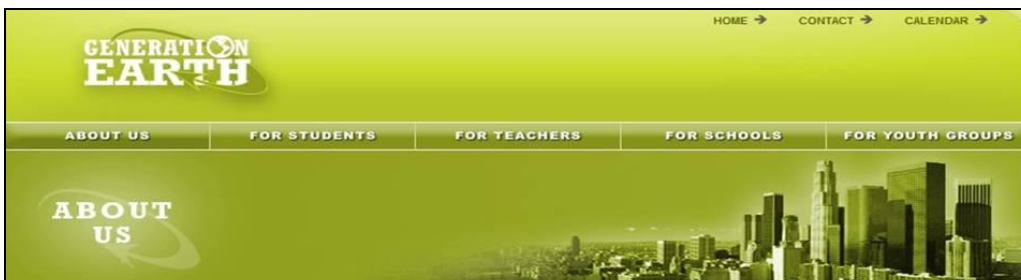 HOME CONTACT CALENDAR
GENERATION
EARTH
ABOUT US FOR STUDENTS FOR TEACHERS FOR SCHOOLS FOR YOUTH GROUPS
ABOUT
US